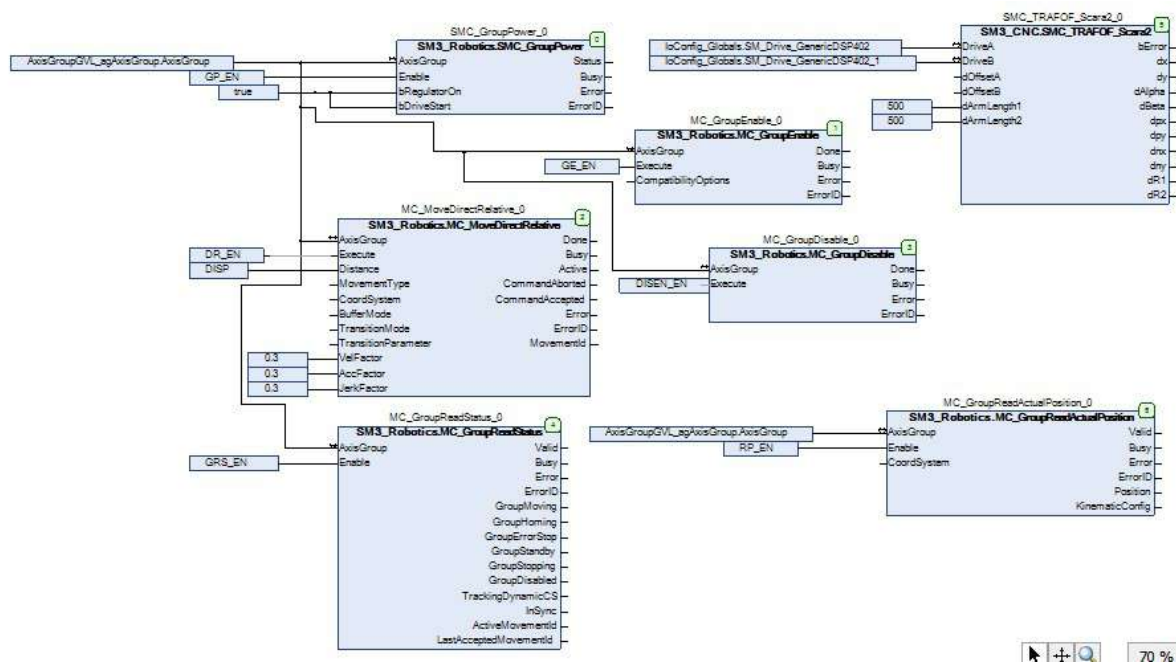 SMC_GroupPower_0
0
SM3_Robotics.SMC_GroupPower
AxisGroupGVL_agAxisGroup.AxisGroup
AxisGroup
Status
GP_EN
Enable
Busy
true
bRegulatorOn
Error
bDriveStart
ErrorID
SMC_TRAFOF_Scara2_0
SM3_CNC.SMC_TRAFOF_Scara2
IoConfig_Globals.SM_Drive_GenericDSP402
DriveA
bError
IoConfig_Globals.SM_Drive_GenericDSP402_1
DriveB
dx
dOffsetA
dy
dOffsetB
dAlpha
500
dArmLength1
dBeta
500
dArmLength2
dpx
dpy
dnx
dny
dR1
dR2
MC_GroupEnable_0
1
SM3_Robotics.MC_GroupEnable
AxisGroup
Done
GE_EN
Execute
Busy
CompatibilityOptions
Error
ErrorID
MC_MoveDirectRelative_0
2
SM3_Robotics.MC_MoveDirectRelative
AxisGroup
Done
DR_EN
Execute
Busy
DISP
Distance
Active
MovementType
CommandAborted
CoordSystem
CommandAccepted
BufferMode
Error
TransitionMode
ErrorID
TransitionParameter
MovementId
0.3
VelFactor
0.3
AccFactor
0.3
JerkFactor
MC_GroupDisable_0
3
SM3_Robotics.MC_GroupDisable
AxisGroup
Done
DISEN_EN
Execute
Busy
Error
ErrorID
MC_GroupReadStatus_0
4
SM3_Robotics.MC_GroupReadStatus
AxisGroup
Valid
GRS_EN
Enable
Busy
Error
ErrorID
GroupMoving
GroupHoming
GroupErrorStop
GroupStandby
GroupStopping
GroupDisabled
TrackingDynamicCS
InSync
ActiveMovementId
LastAcceptedMovementId
MC_GroupReadActualPosition_0
SM3_Robotics.MC_GroupReadActualPosition
AxisGroupGVL_agAxisGroup.AxisGroup
AxisGroup
Valid
RP_EN
Enable
Busy
CoordSystem
Error
ErrorID
Position
KinematicConfig
70 %